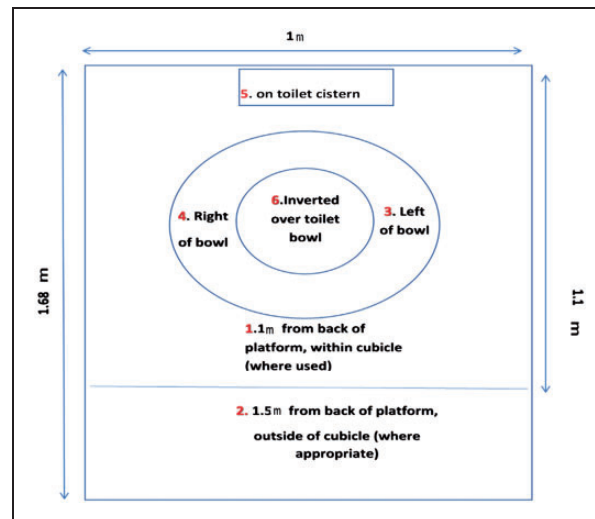 1 m
5. on toilet cistern
6.Inverted
over toilet
bowl
4. Right
of bowl
3. Left
of bowl
1.68 m
1.1 m
1.1m from back of
platform, within cubicle
(where used)
2. 1.5m from back of platform,
outside of cubicle (where
appropriate)